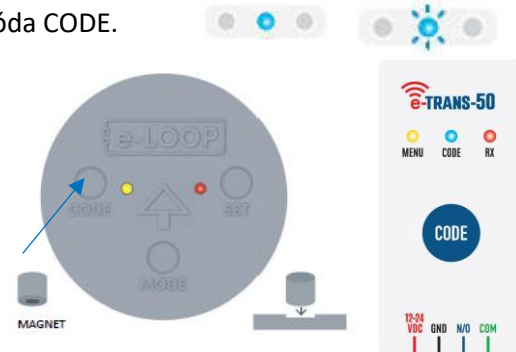 óda CODE.
e-TRANS-50
MENU CODE RX
e-LOOP
CODE SET
CODE
MODE
MAGNET
12-24 VDC GND N/O COM